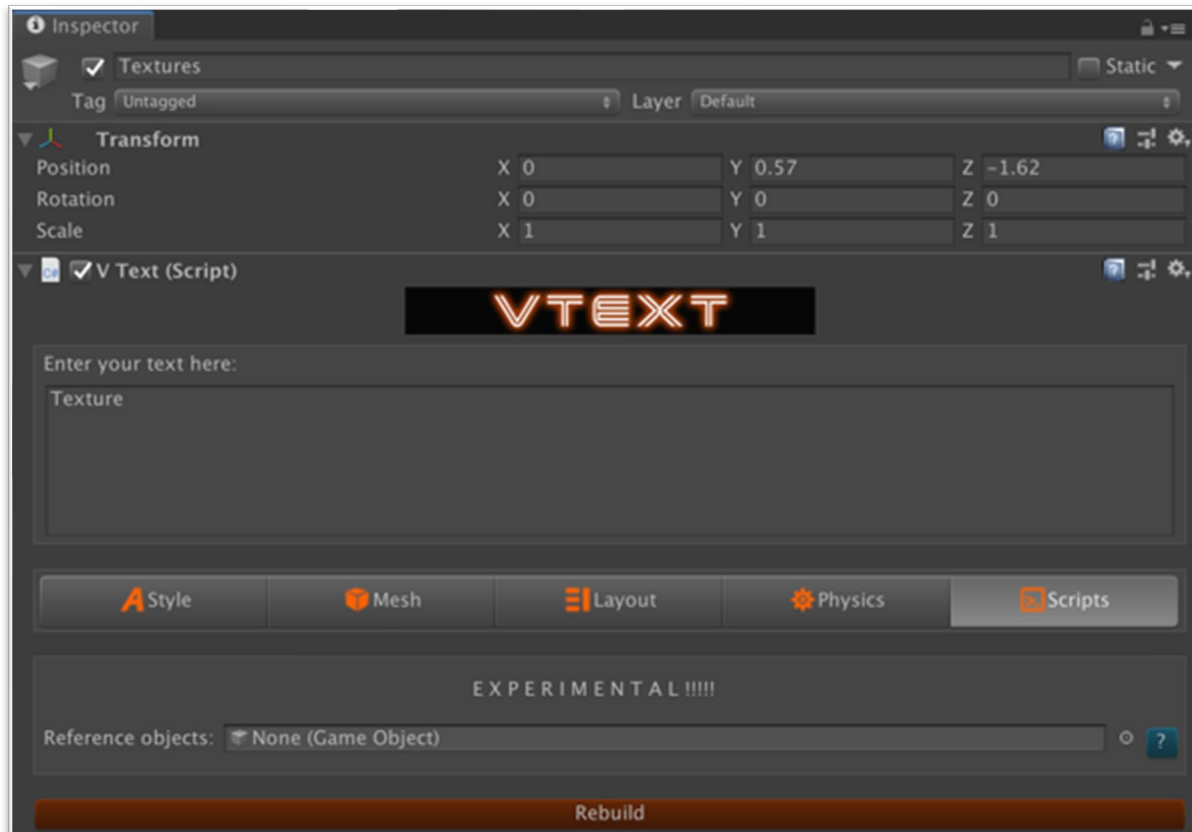 Inspector
Textures Static
Tag Untagged Layer Default
Transform
Position X 0 Y 0.57 Z -1.62
Rotation X 0 Y 0 Z 0
Scale X 1 Y 1 Z 1
C# V Text (Script)
VTEXT
Enter your text here:
Texture
Style Mesh Layout Physics Scripts
E X P E R I M E N T A L !!!!!
Reference objects: None (Game Object) ?
Rebuild